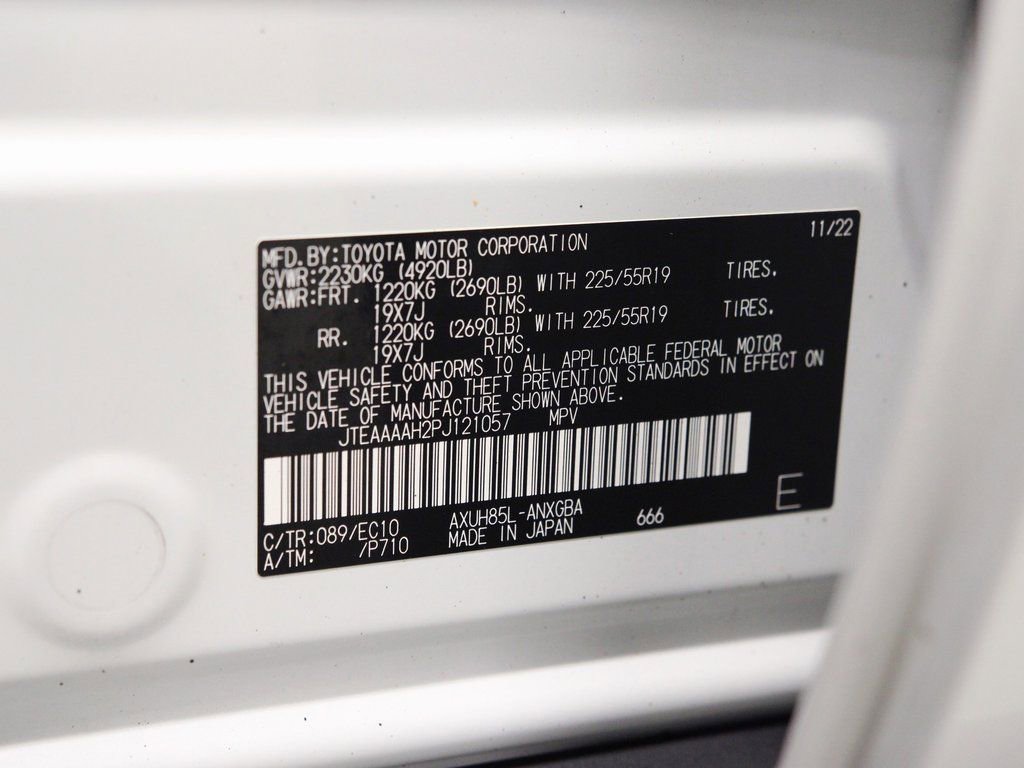 MFD. BY: TOYOTA MOTOR CORPORATION 11/22
GVWR: 2230KG (4920LB)
GAWR: FRT. 1220KG (2690LB) WITH 225/55R19 TIRES.
19X7J RIMS.
RR. 1220KG (2690LB) WITH 225/55R19 TIRES.
19X7J RIMS.
THIS VEHICLE CONFORMS TO ALL APPLICABLE FEDERAL MOTOR
VEHICLE SAFETY AND THEFT PREVENTION STANDARDS IN EFFECT ON
THE DATE OF MANUFACTURE SHOWN ABOVE.
JTEAAAAH2PJ121057 MPV
E
C/TR: 089/EC10 AXUH85L-ANXGBA 666
A/TM: /P710 MADE IN JAPAN